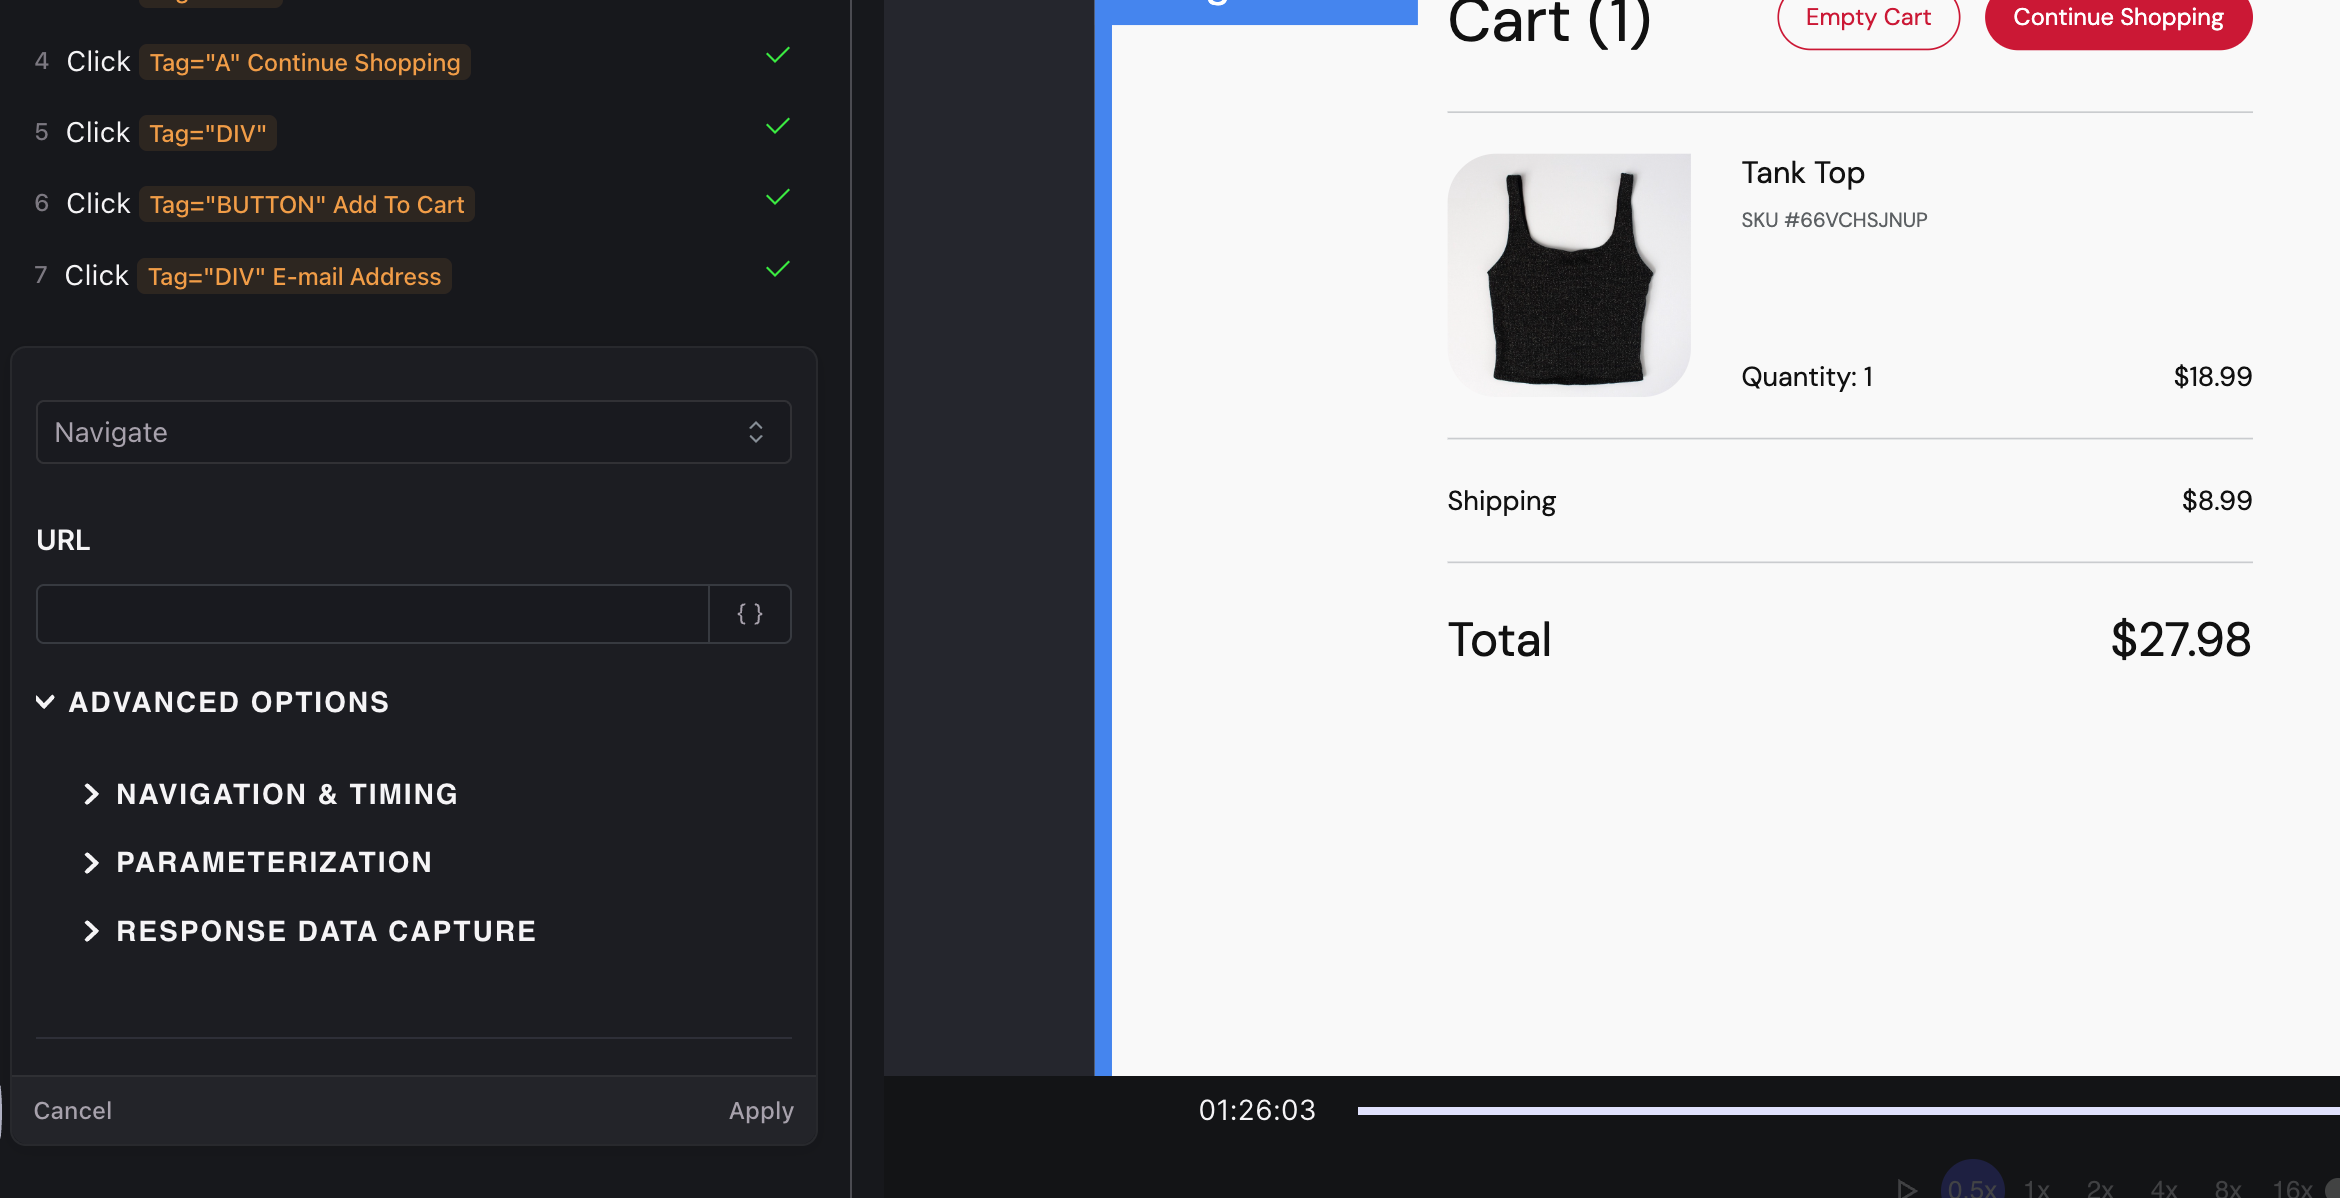 4 Click Tag="A" Continue Shopping
5 Click Tag="DIV"
6 Click Tag="BUTTON" Add To Cart
7 Click Tag="DIV" E-mail Address
Navigate
URL
{ }
ADVANCED OPTIONS
NAVIGATION & TIMING
PARAMETERIZATION
RESPONSE DATA CAPTURE
Cancel
Apply
Cart (1)
Empty Cart
Continue Shopping
Tank Top
SKU #66VCHSJNUP
Quantity: 1
$18.99
Shipping
$8.99
Total
$27.98
01:26:03
0.5x 1x 2x 4x 8x 16x